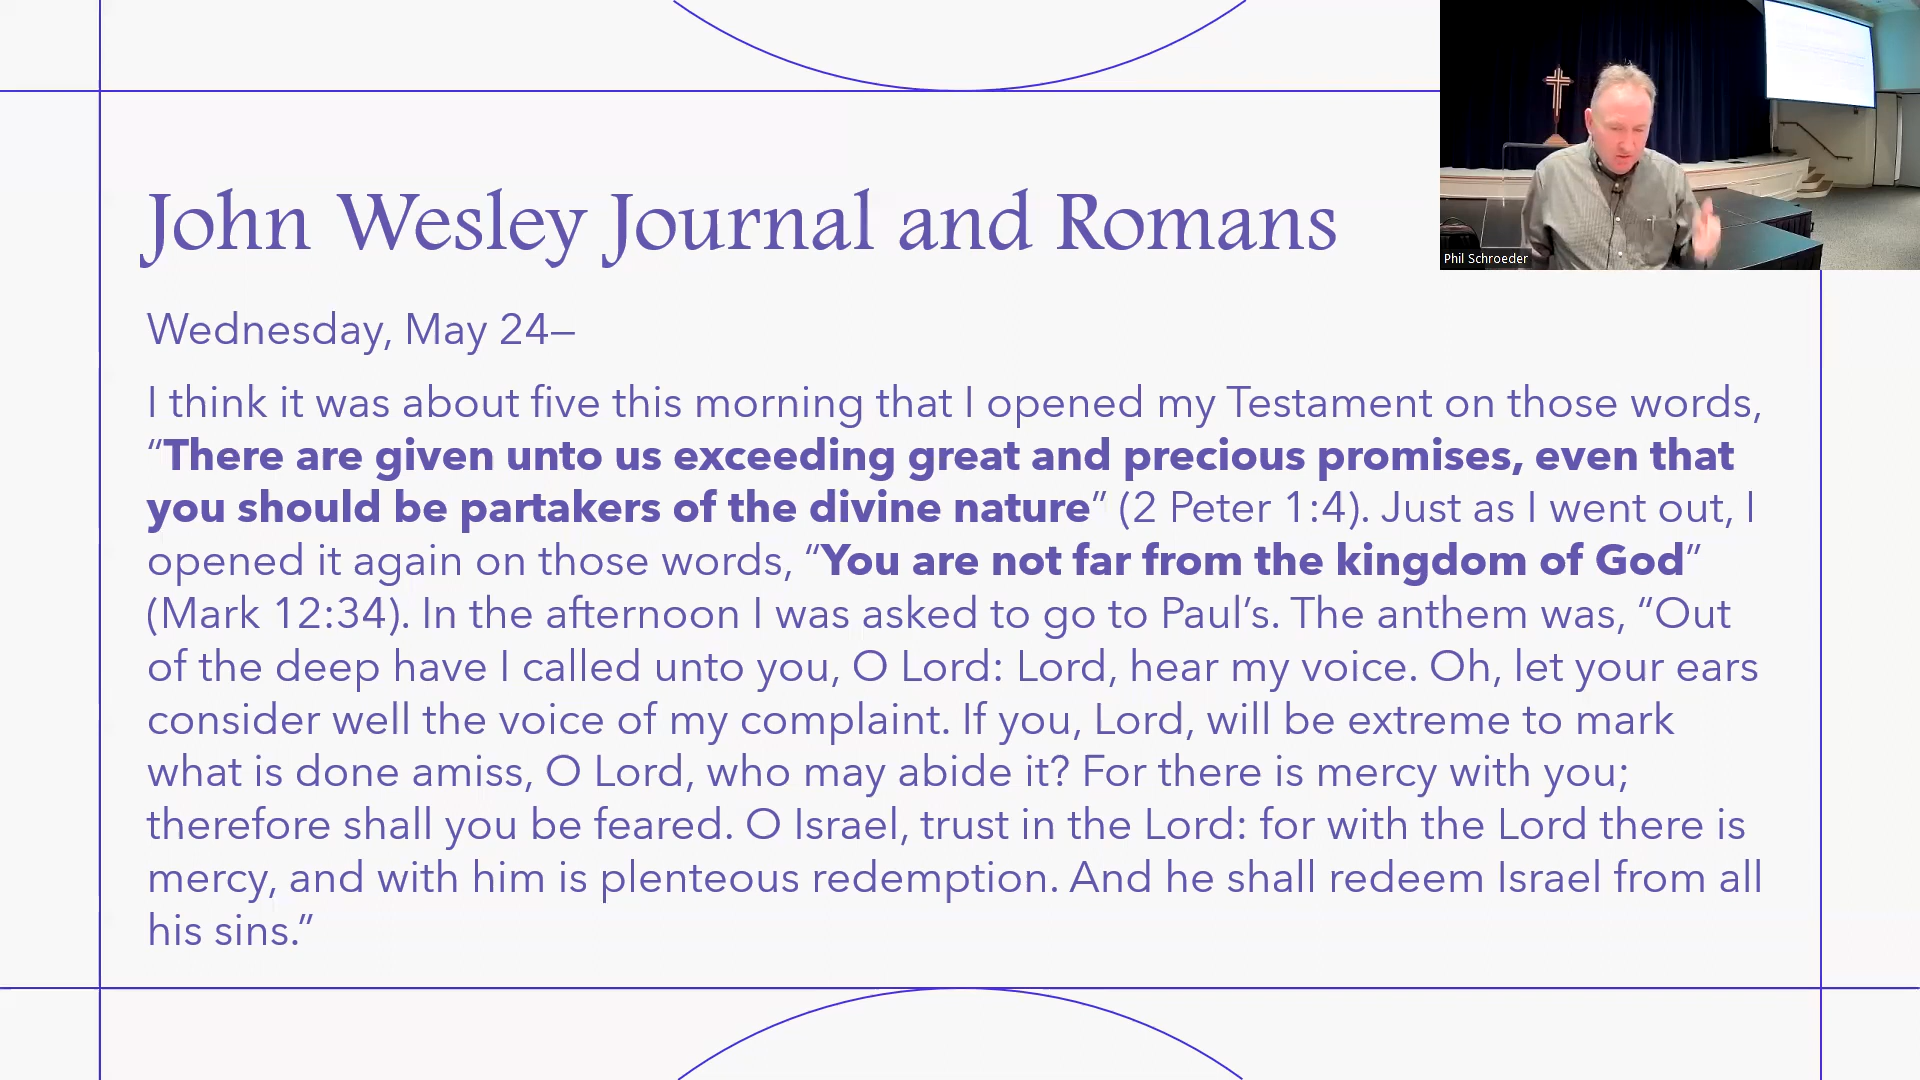 John Wesley Journal and Romans
Wednesday, May 24—
I think it was about five this morning that I opened my Testament on those words,
“There are given unto us exceeding great and precious promises, even that
you should be partakers of the divine nature” (2 Peter 1:4). Just as I went out, I
opened it again on those words, “You are not far from the kingdom of God”
(Mark 12:34). In the afternoon I was asked to go to Paul’s. The anthem was, “Out
of the deep have I called unto you, O Lord: Lord, hear my voice. Oh, let your ears
consider well the voice of my complaint. If you, Lord, will be extreme to mark
what is done amiss, O Lord, who may abide it? For there is mercy with you;
therefore shall you be feared. O Israel, trust in the Lord: for with the Lord there is
mercy, and with him is plenteous redemption. And he shall redeem Israel from all
his sins.”
Phil Schroeder